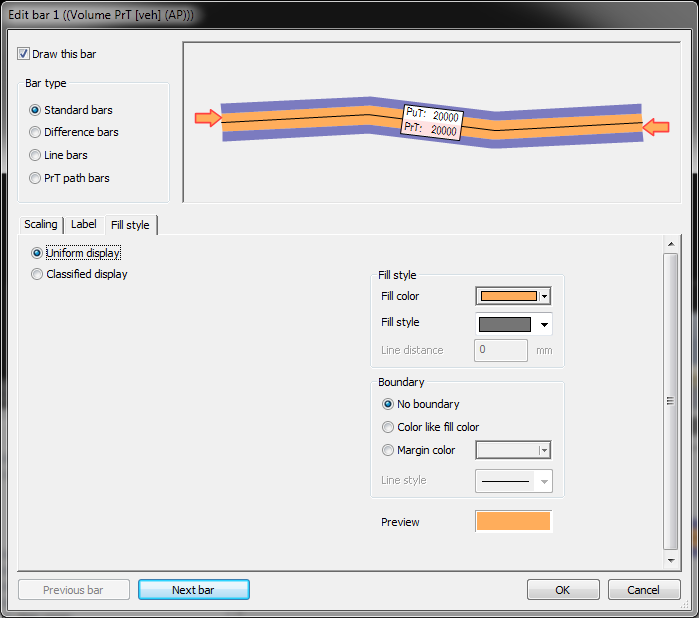 Edit bar 1 ((Volume PrT [veh] (AP)))
Draw this bar
Bar type
Standard bars
Difference bars
Line bars
PrT path bars
PuT: 20000
PrT: 20000
Scaling Label Fill style
Uniform display
Classified display
Fill style
Fill color
Fill style
Line distance 0 mm
Boundary
No boundary
Color like fill color
Margin color
Line style
Preview
Previous bar Next bar OK Cancel